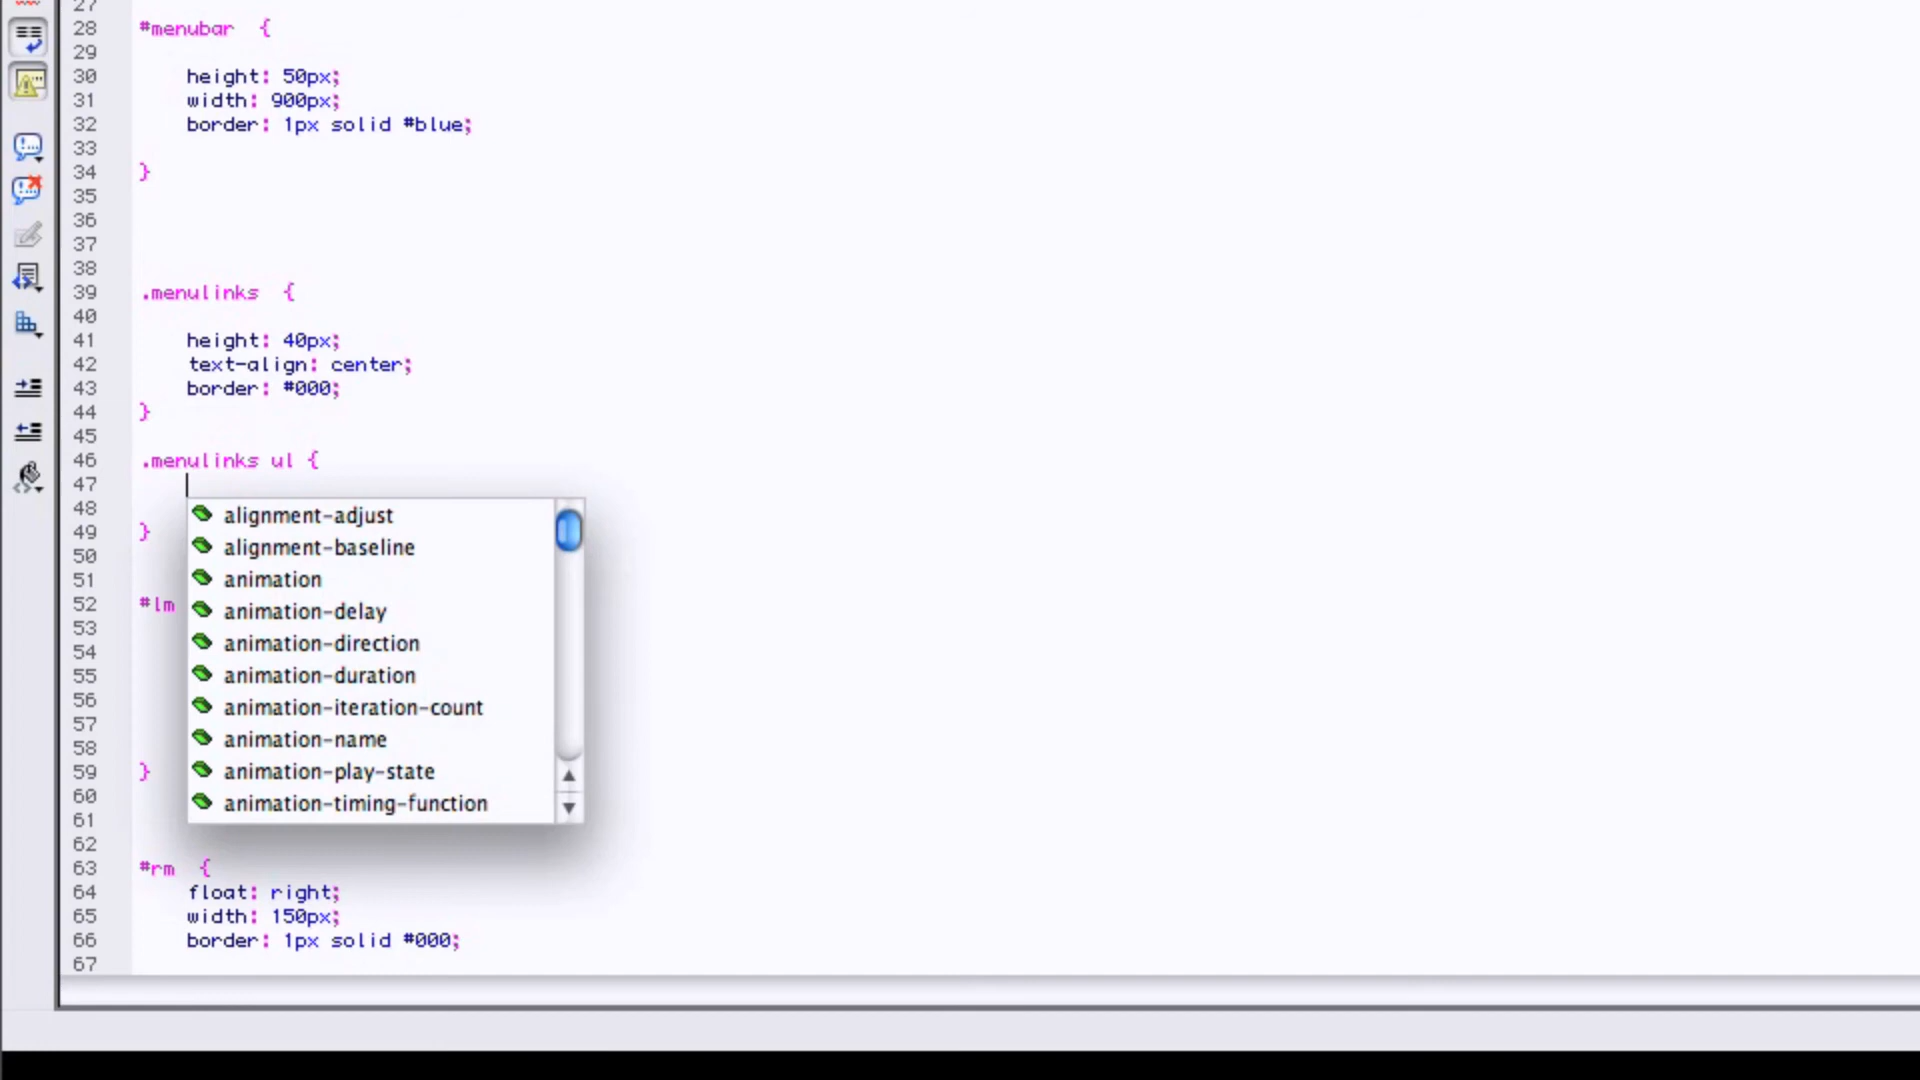 27
28 #menubar  {
29
30     height: 50px;
31     width: 900px;
32     border: 1px solid #blue;
33
34 }
35
36
37
38
39 .menulinks  {
40
41     height: 40px;
42     text-align: center;
43     border: #000;
44 }
45
46 .menulinks ul {
47
alignment-adjust
48
alignment-baseline
49 }
50
animation
51
52 #lm
animation-delay
53
animation-direction
54
55
animation-duration
56
animation-iteration-count
57
animation-name
58
59 }
animation-play-state
60
animation-timing-function
61
62
63 #rm  {
64     float: right;
65     width: 150px;
66     border: 1px solid #000;
67